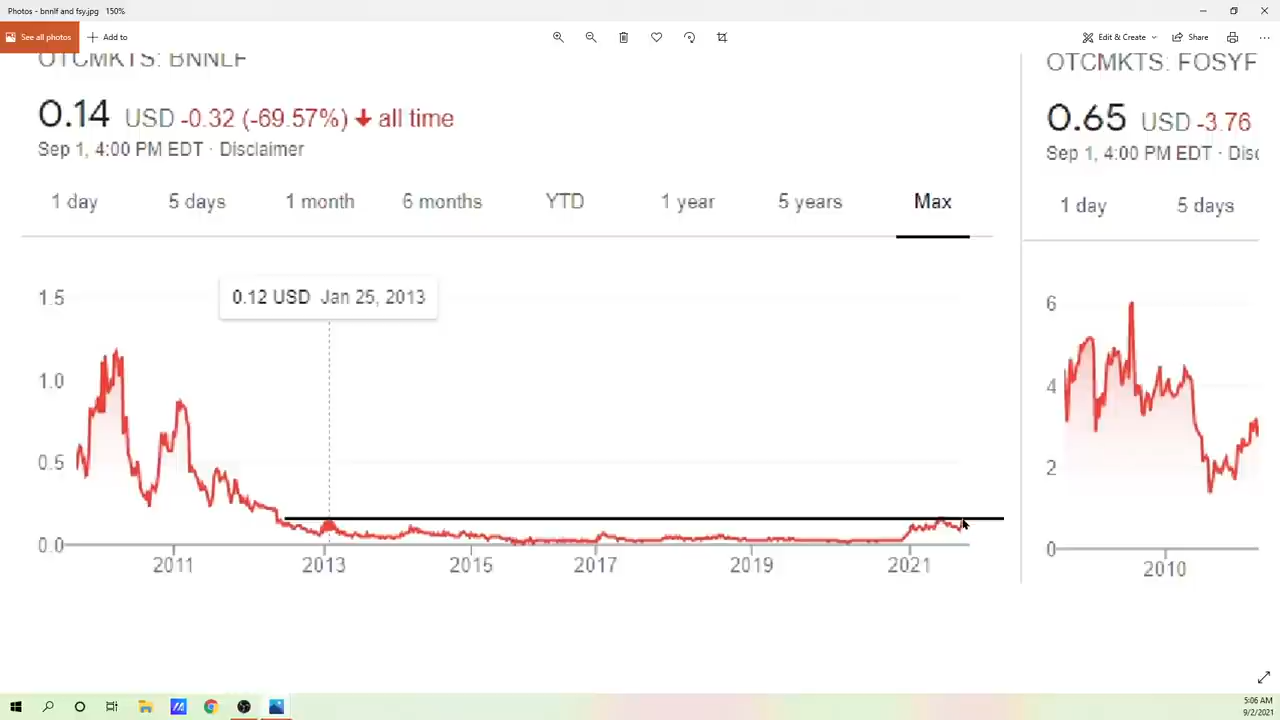 Photos - bnnlf and fsy.jpg 150%
See all photos
Add to
Edit & Create
Share
OTCMKTS: BNNLF
0.14 USD -0.32 (-69.57%) all time
Sep 1, 4:00 PM EDT · Disclaimer
1 day 5 days 1 month 6 months YTD 1 year 5 years Max
0.12 USD Jan 25, 2013
1.5
1.0
0.5
0.0
2011 2013 2015 2017 2019 2021
OTCMKTS: FOSYF
0.65 USD -3.76
Sep 1, 4:00 PM EDT · Disc
1 day 5 days
6
4
2
0
2010
5:06 AM
9/2/2021